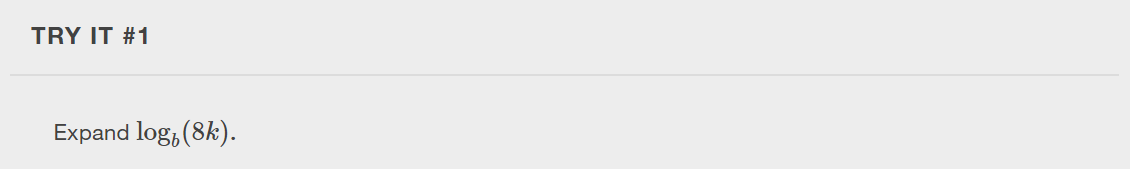 TRY IT #1
Expand log_b(8k).